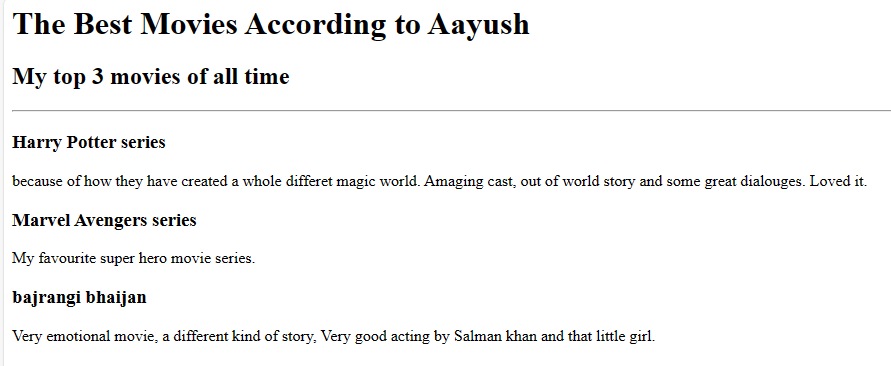 The Best Movies According to Aayush
My top 3 movies of all time
Harry Potter series
because of how they have created a whole differet magic world. Amaging cast, out of world story and some great dialouges. Loved it.
Marvel Avengers series
My favourite super hero movie series.
bajrangi bhaijan
Very emotional movie, a different kind of story, Very good acting by Salman khan and that little girl.